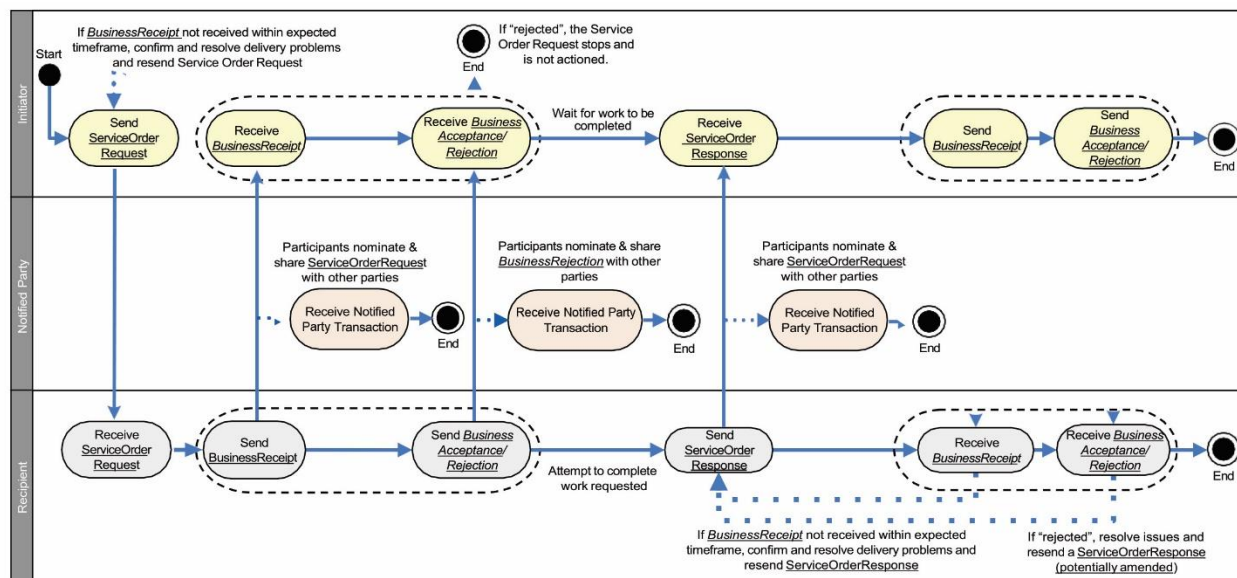 Initiator
Start
If BusinessReceipt not received within expected
timeframe, confirm and resolve delivery problems
and resend Service Order Request
Send
ServiceOrder
Request
Receive
BusinessReceipt
Receive Business
Acceptance/
Rejection
End
If “rejected”, the Service
Order Request stops and
is not actioned.
Wait for work to be
completed
Receive
ServiceOrder
Response
Send
BusinessReceipt
Send
Business
Acceptance/
Rejection
End
Notified Party
Participants nominate &
share ServiceOrderRequest
with other parties
Receive Notified
Party Transaction
End
Participants nominate & share
BusinessRejection with other
parties
Receive Notified Party
Transaction
End
Participants nominate &
share ServiceOrderRequest
with other parties
Receive Notified
Party Transaction
End
Recipient
Receive
ServiceOrder
Request
Send
BusinessReceipt
Send Business
Acceptance/
Rejection
Attempt to complete
work requested
Send
ServiceOrder
Response
Receive
BusinessReceipt
Receive Business
Acceptance/
Rejection
End
If BusinessReceipt not received within expected
timeframe, confirm and resolve delivery problems and
resend ServiceOrderResponse
If “rejected”, resolve issues and
resend a ServiceOrderResponse
(potentially amended)